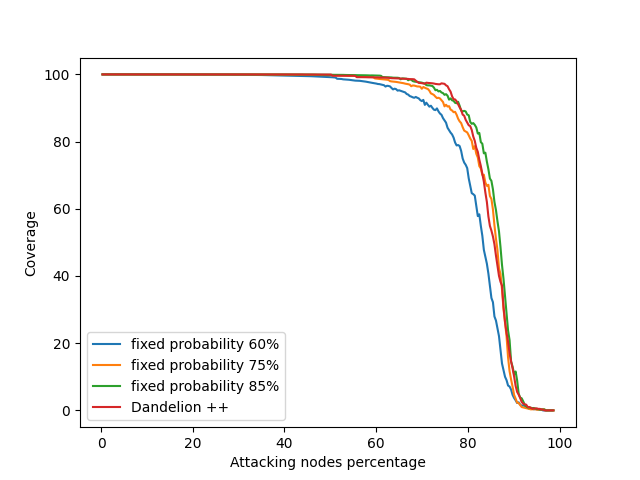 100
80
60
40
20
0
Coverage
fixed probability 60%
fixed probability 75%
fixed probability 85%
Dandelion ++
0 20 40 60 80 100
Attacking nodes percentage